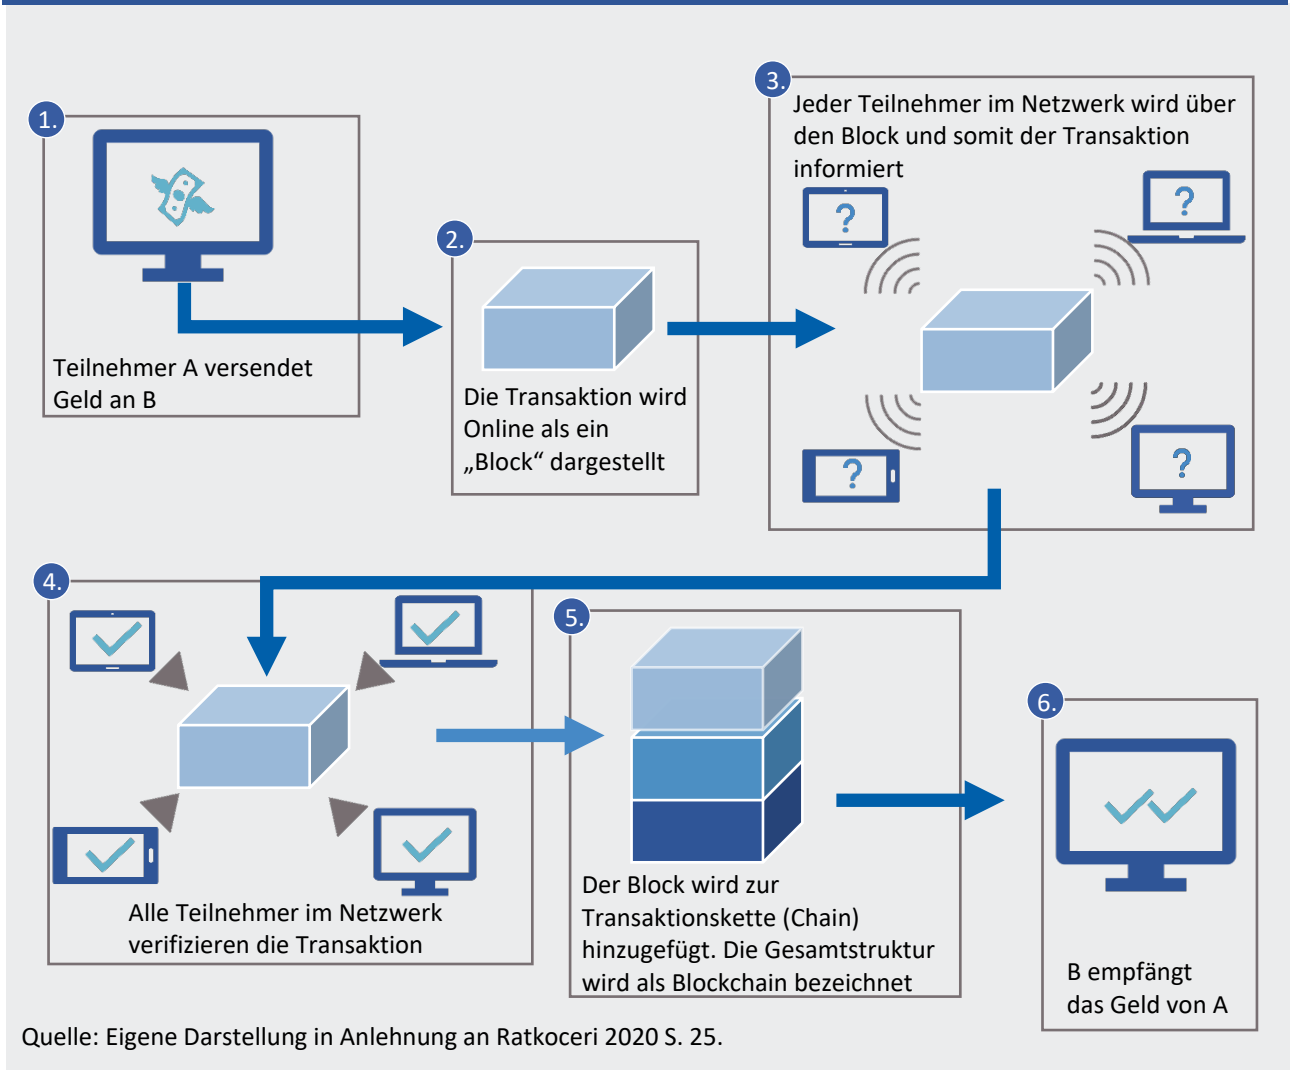 1.
Teilnehmer A versendet
Geld an B
2.
Die Transaktion wird
Online als ein
„Block“ dargestellt
3.
Jeder Teilnehmer im Netzwerk wird über
den Block und somit der Transaktion
informiert
?
?
?
?
4.
Alle Teilnehmer im Netzwerk
verifizieren die Transaktion
5.
Der Block wird zur
Transaktionskette (Chain)
hinzugefügt. Die Gesamtstruktur
wird als Blockchain bezeichnet
6.
B empfängt
das Geld von A
Quelle: Eigene Darstellung in Anlehnung an Ratkoceri 2020 S. 25.